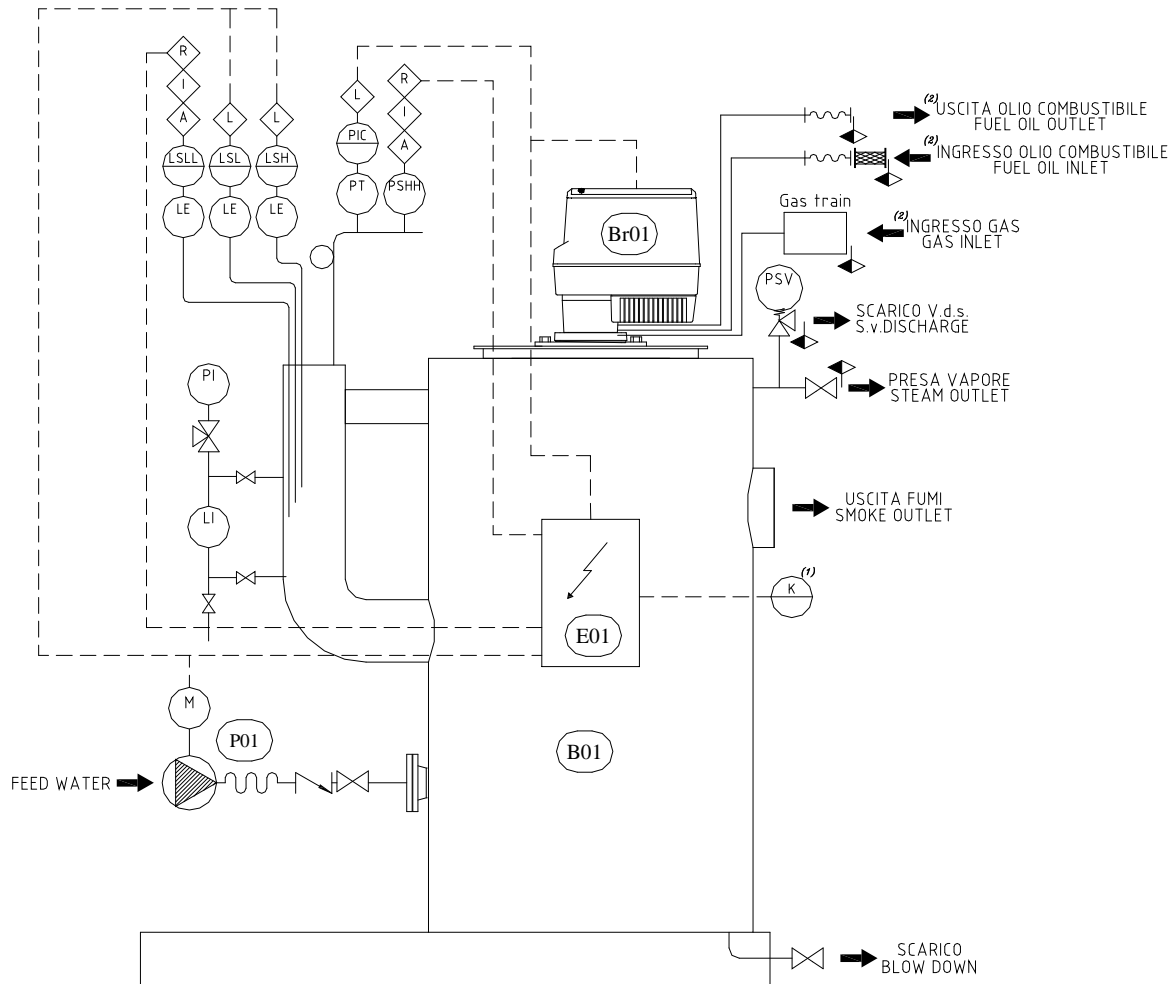 R
I
A
L
L
LSLL
LSL
LSH
LE
LE
LE
L
PIC
PT
R
I
A
PSHH
Br01
(2) USCITA OLIO COMBUSTIBILE
FUEL OIL OUTLET
(2) INGRESSO OLIO COMBUSTIBILE
FUEL OIL INLET
Gas train
(2) INGRESSO GAS
GAS INLET
PSV
SCARICO V.d.s.
S.v.DISCHARGE
PRESA VAPORE
STEAM OUTLET
PI
LI
USCITA FUMI
SMOKE OUTLET
K (1)
E01
M
P01
B01
FEED WATER
SCARICO
BLOW DOWN